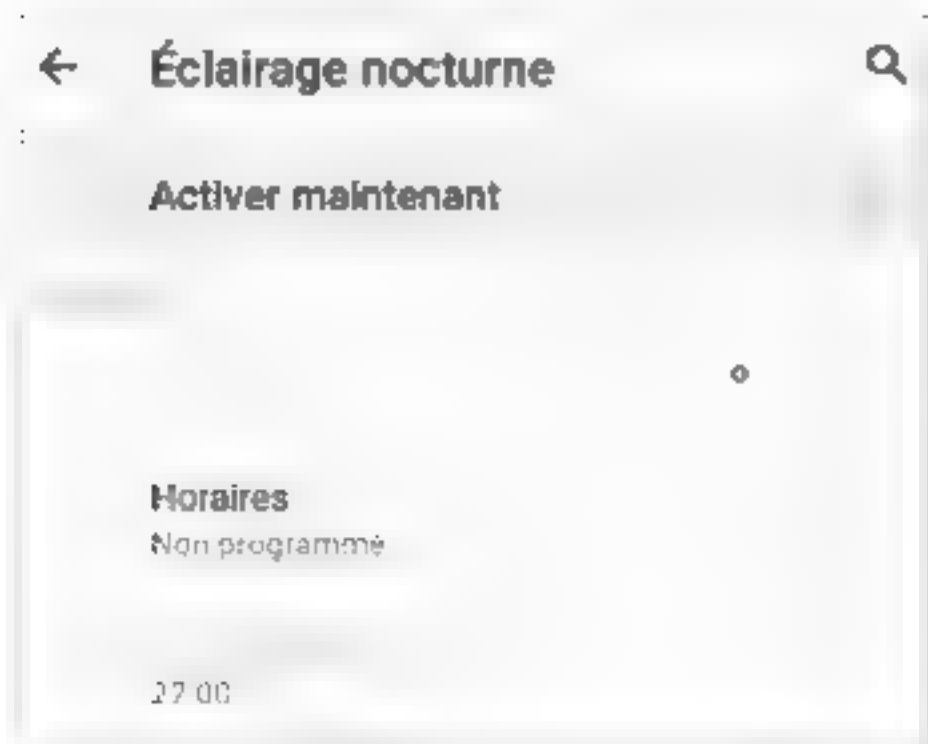 Éclairage nocturne
Activer maintenant
Horaires
Non programmé